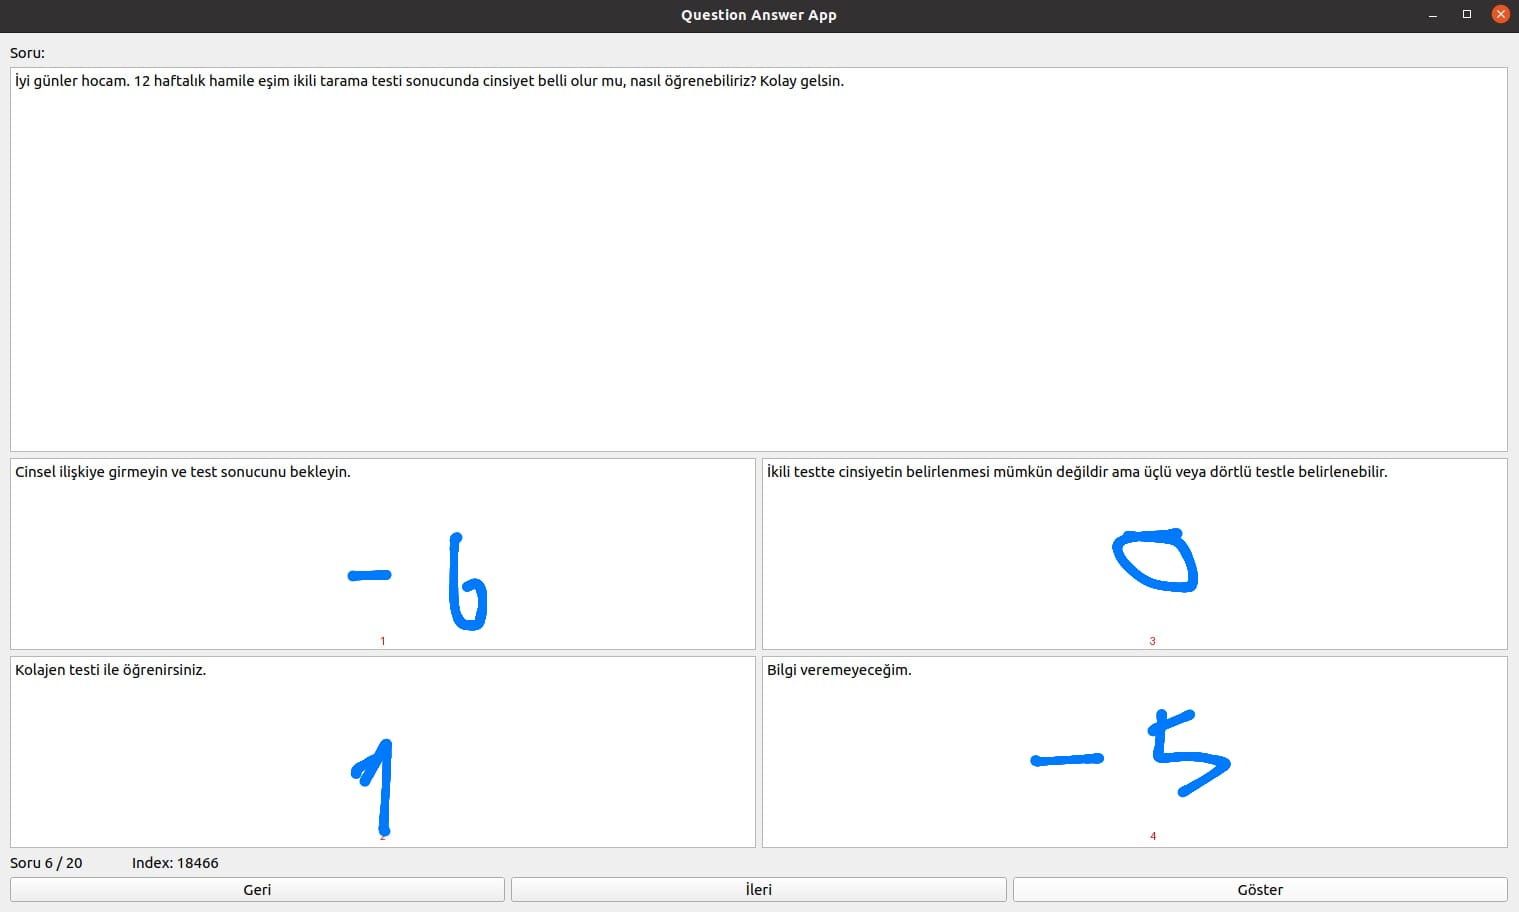 Question Answer App
Soru:
İyi günler hocam. 12 haftalık hamile eşim ikili tarama testi sonucunda cinsiyet belli olur mu, nasıl öğrenebiliriz? Kolay gelsin.
Cinsel ilişkiye girmeyin ve test sonucunu bekleyin.
- 6
1
İkili testte cinsiyetin belirlenmesi mümkün değildir ama üçlü veya dörtlü testle belirlenebilir.
0
3
Kolajen testi ile öğrenirsiniz.
1
2
Bilgi veremeyeceğim.
- 5
4
Soru 6 / 20 Index: 18466
Geri İleri Göster